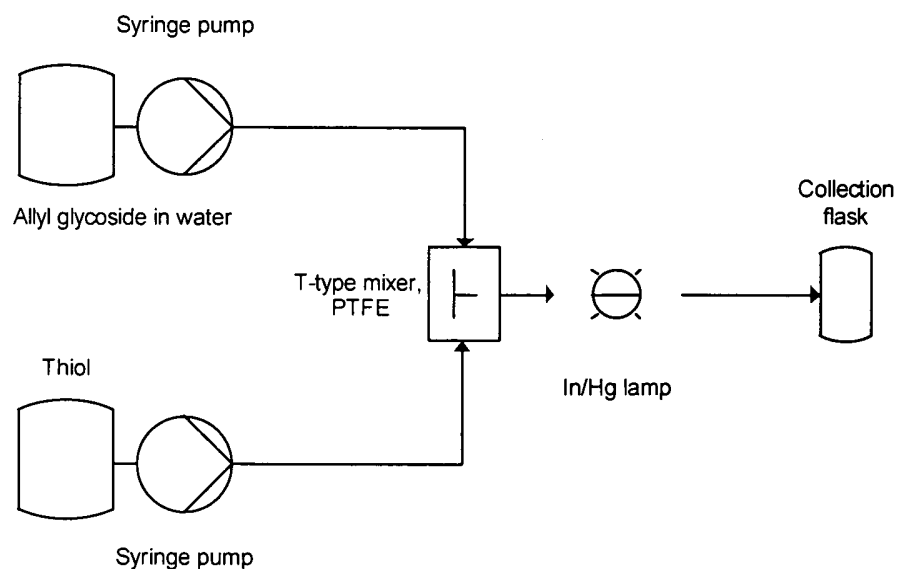 Syringe pump
Allyl glycoside in water
Collection
flask
T-type mixer,
PTFE
Thiol
In/Hg lamp
Syringe pump